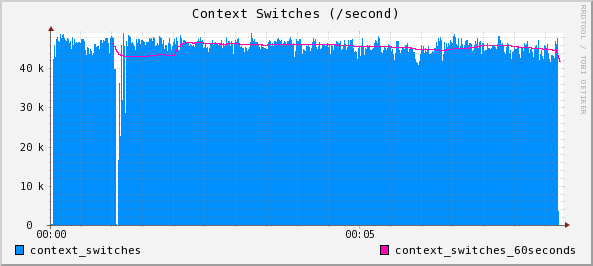 Context Switches (/second)
RRDTOOL / TOBI OETIKER
40 k
30 k
20 k
10 k
0
00:00 00:05
context_switches context_switches_60seconds